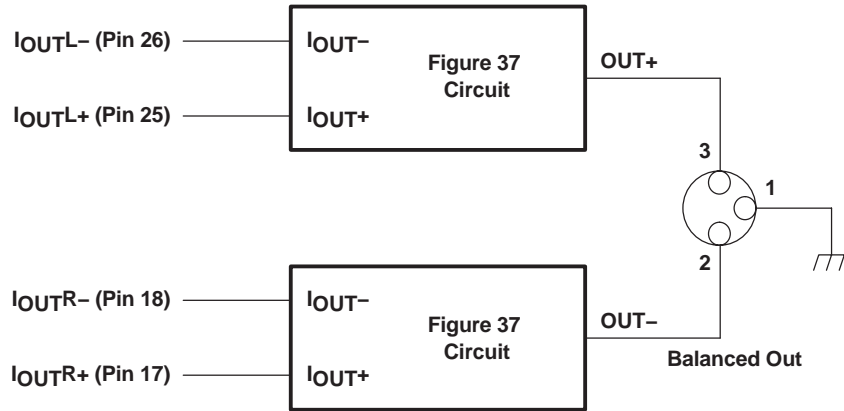 IOUTL– (Pin 26)
IOUT–
Figure 37
Circuit
OUT+
IOUTL+ (Pin 25)
IOUT+
3
1
2
IOUTR– (Pin 18)
IOUT–
Figure 37
Circuit
OUT–
Balanced Out
IOUTR+ (Pin 17)
IOUT+